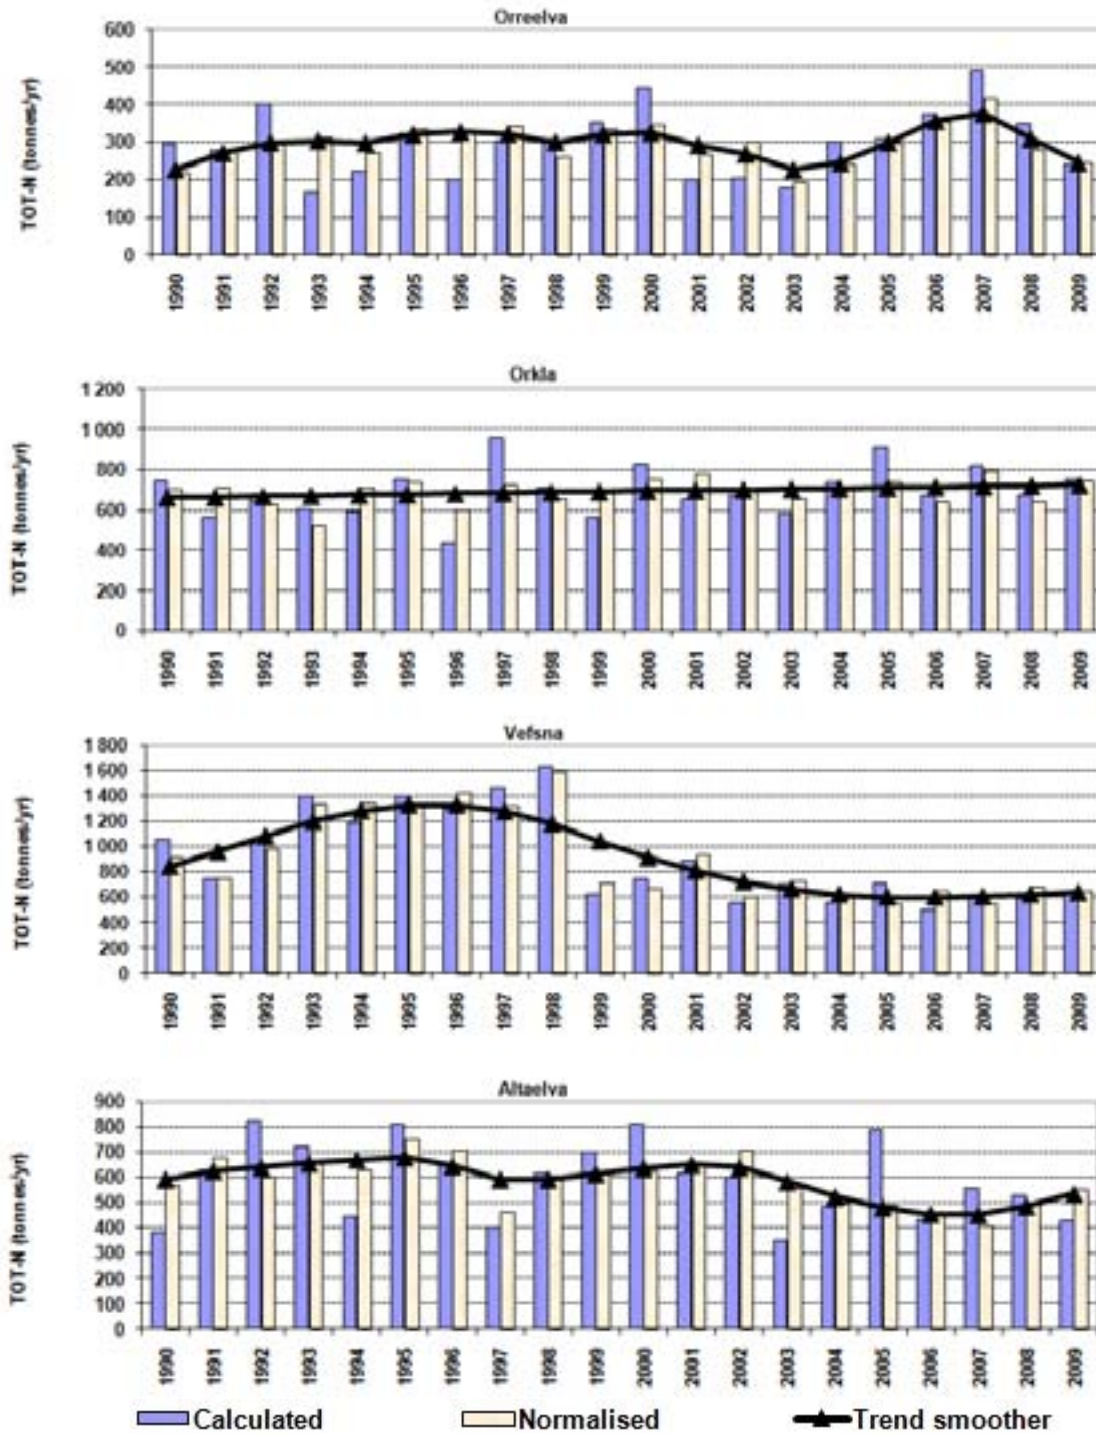 Orreelva
TOT-N (tonnes/yr)
600
500
400
300
200
100
0
1990 1991 1992 1993 1994 1995 1996 1997 1998 1999 2000 2001 2002 2003 2004 2005 2006 2007 2008 2009
Orkla
TOT-N (tonnes/yr)
1 200
1 000
800
600
400
200
0
1990 1991 1992 1993 1994 1995 1996 1997 1998 1999 2000 2001 2002 2003 2004 2005 2006 2007 2008 2009
Vefsna
TOT-N (tonnes/yr)
1 800
1 600
1 400
1 200
1 000
800
600
400
200
0
1990 1991 1992 1993 1994 1995 1996 1997 1998 1999 2000 2001 2002 2003 2004 2005 2006 2007 2008 2009
Altaelva
TOT-N (tonnes/yr)
900
800
700
600
500
400
300
200
100
0
1990 1991 1992 1993 1994 1995 1996 1997 1998 1999 2000 2001 2002 2003 2004 2005 2006 2007 2008 2009
Calculated Normalised Trend smoother